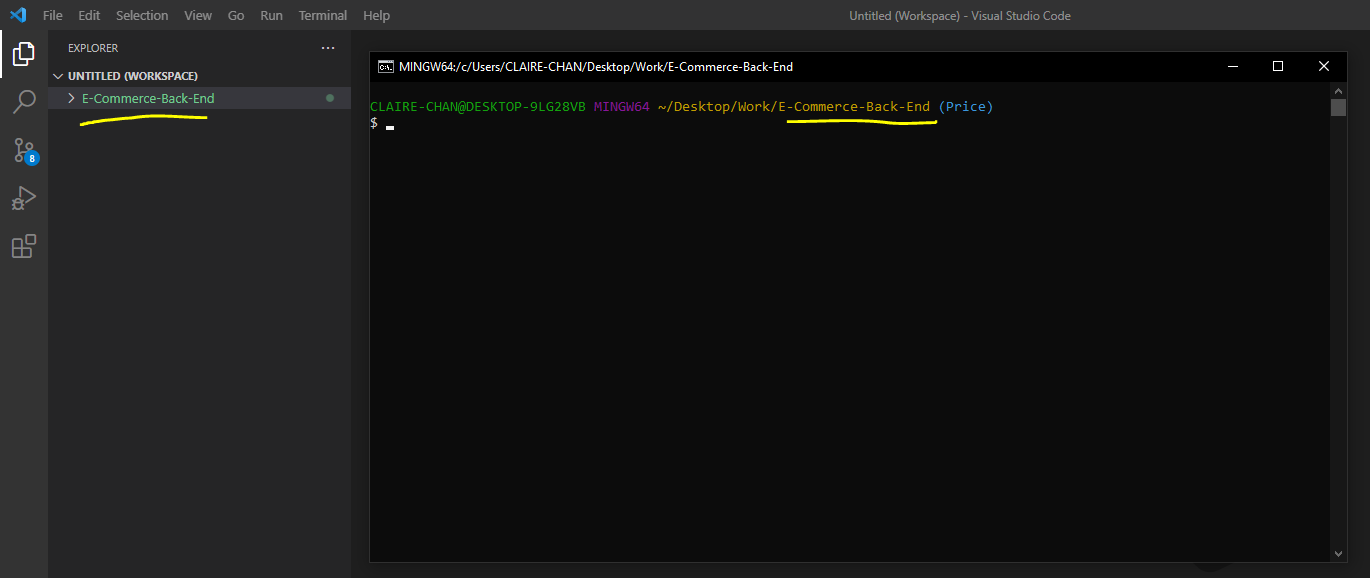 File Edit Selection View Go Run Terminal Help
Untitled (Workspace) - Visual Studio Code
EXPLORER
UNTITLED (WORKSPACE)
E-Commerce-Back-End
8
MINGW64:/c/Users/CLAIRE-CHAN/Desktop/Work/E-Commerce-Back-End
CLAIRE-CHAN@DESKTOP-9LG28VB MINGW64 ~/Desktop/Work/E-Commerce-Back-End (Price)
$